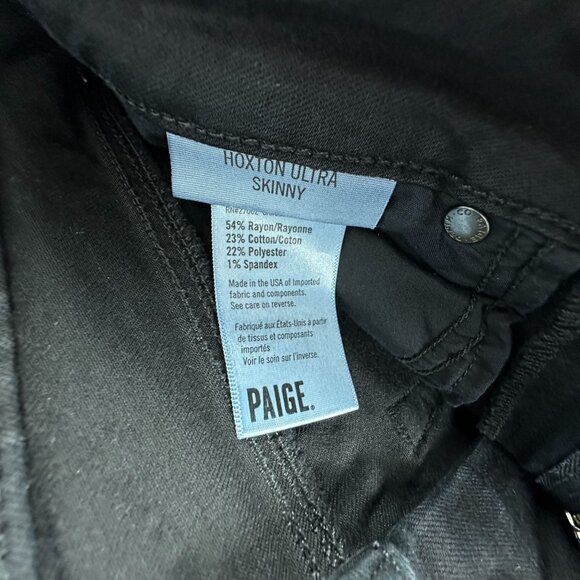 HOXTON ULTRA
SKINNY
54% Rayon/Rayonne
23% Cotton/Coton
22% Polyester
1% Spandex
Made in the USA of Imported
fabric and components.
See care on reverse.
Fabriqué aux États-Unis à partir
de tissus et composants
importés
Voir le soin sur l'inverse.
PAIGE.